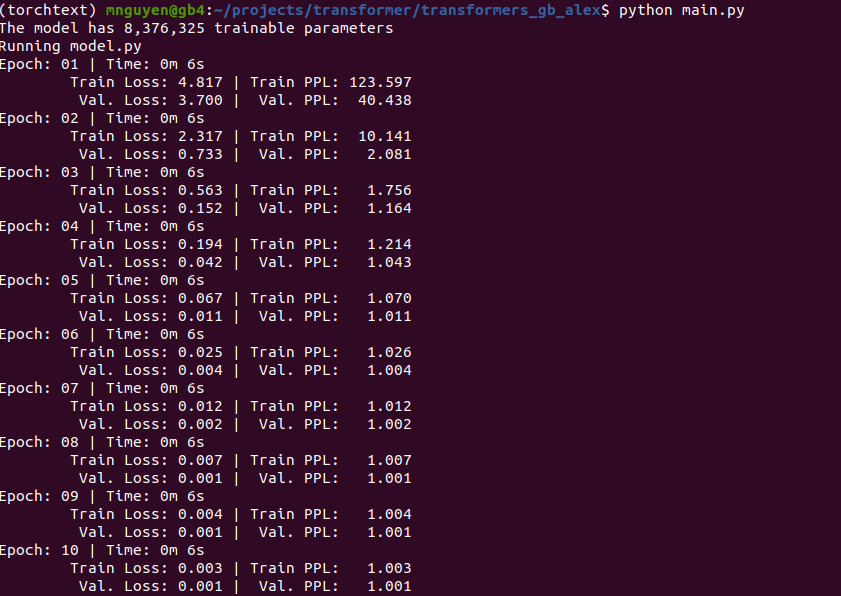 (torchtext) mnguyen@gb4:~/projects/transformer/transformers_gb_alex$ python main.py
The model has 8,376,325 trainable parameters
Running model.py
Epoch: 01 | Time: 0m 6s
        Train Loss: 4.817 | Train PPL: 123.597
         Val. Loss: 3.700 |  Val. PPL:  40.438
Epoch: 02 | Time: 0m 6s
        Train Loss: 2.317 | Train PPL:  10.141
         Val. Loss: 0.733 |  Val. PPL:   2.081
Epoch: 03 | Time: 0m 6s
        Train Loss: 0.563 | Train PPL:   1.756
         Val. Loss: 0.152 |  Val. PPL:   1.164
Epoch: 04 | Time: 0m 6s
        Train Loss: 0.194 | Train PPL:   1.214
         Val. Loss: 0.042 |  Val. PPL:   1.043
Epoch: 05 | Time: 0m 6s
        Train Loss: 0.067 | Train PPL:   1.070
         Val. Loss: 0.011 |  Val. PPL:   1.011
Epoch: 06 | Time: 0m 6s
        Train Loss: 0.025 | Train PPL:   1.026
         Val. Loss: 0.004 |  Val. PPL:   1.004
Epoch: 07 | Time: 0m 6s
        Train Loss: 0.012 | Train PPL:   1.012
         Val. Loss: 0.002 |  Val. PPL:   1.002
Epoch: 08 | Time: 0m 6s
        Train Loss: 0.007 | Train PPL:   1.007
         Val. Loss: 0.001 |  Val. PPL:   1.001
Epoch: 09 | Time: 0m 6s
        Train Loss: 0.004 | Train PPL:   1.004
         Val. Loss: 0.001 |  Val. PPL:   1.001
Epoch: 10 | Time: 0m 6s
        Train Loss: 0.003 | Train PPL:   1.003
         Val. Loss: 0.001 |  Val. PPL:   1.001